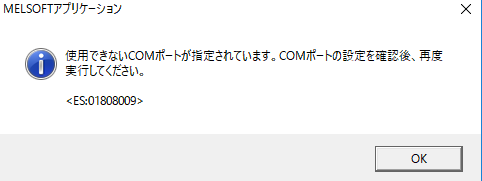 MELSOFTアプリケーション
使用できないCOMポートが指定されています。COMポートの設定を確認後、再度
実行してください。
<ES:01808009>
OK